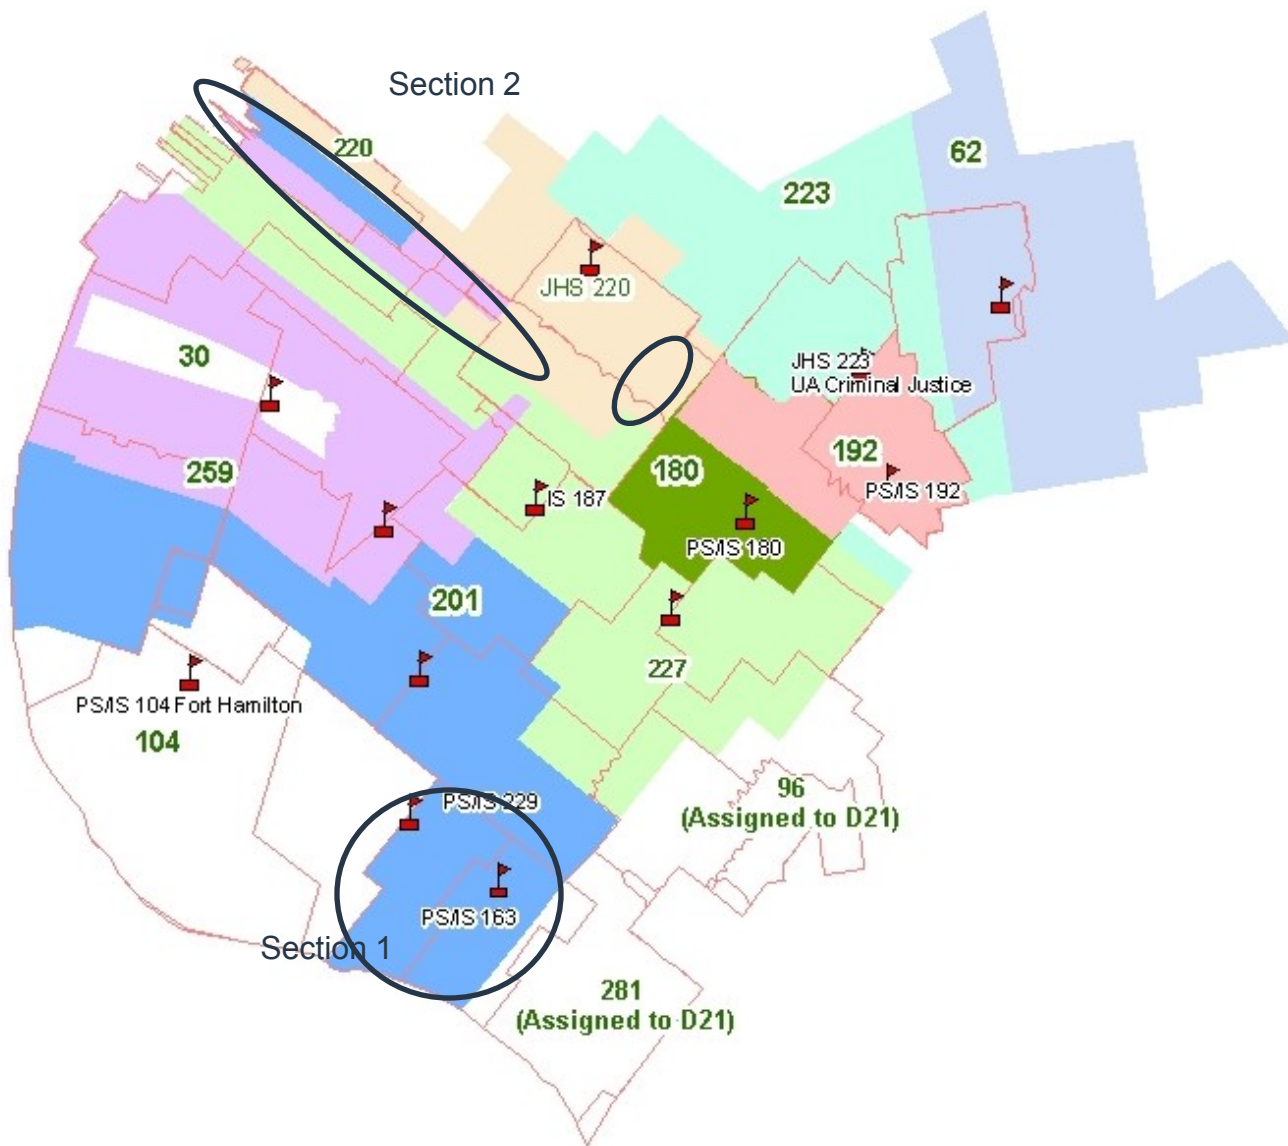 Section 2
220
62
223
JHS 220
30
JHS 223
UA Criminal Justice
259
180
192
IS 187
PS/IS 192
PS/IS 180
201
227
PS/IS 104 Fort Hamilton
104
96
(Assigned to D21)
PS/IS 229
PS/IS 163
Section 1
281
(Assigned to D21)